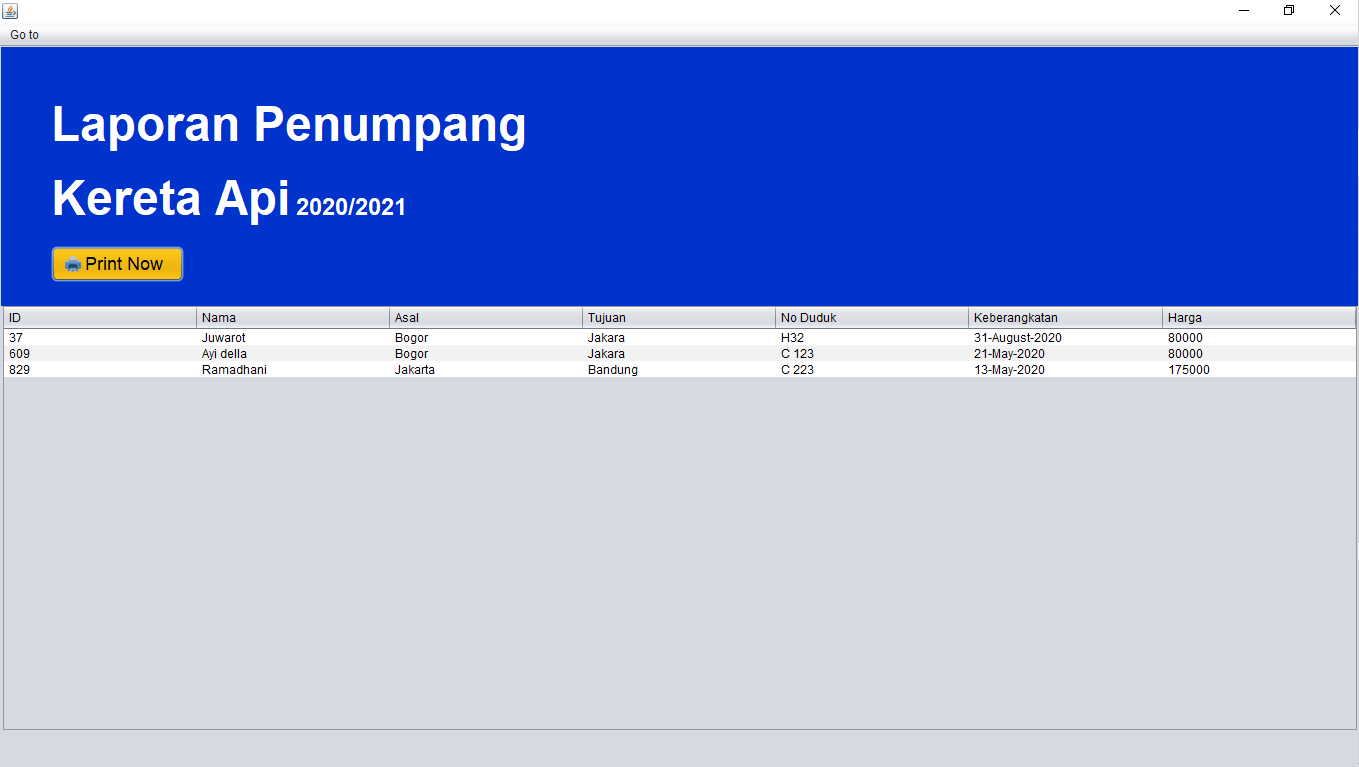 Go to
Laporan Penumpang
Kereta Api 2020/2021
Print Now
ID Nama Asal Tujuan No Duduk Keberangkatan Harga
37 Juwarot Bogor Jakara H32 31-August-2020 80000
609 Ayi della Bogor Jakara C 123 21-May-2020 80000
829 Ramadhani Jakarta Bandung C 223 13-May-2020 175000